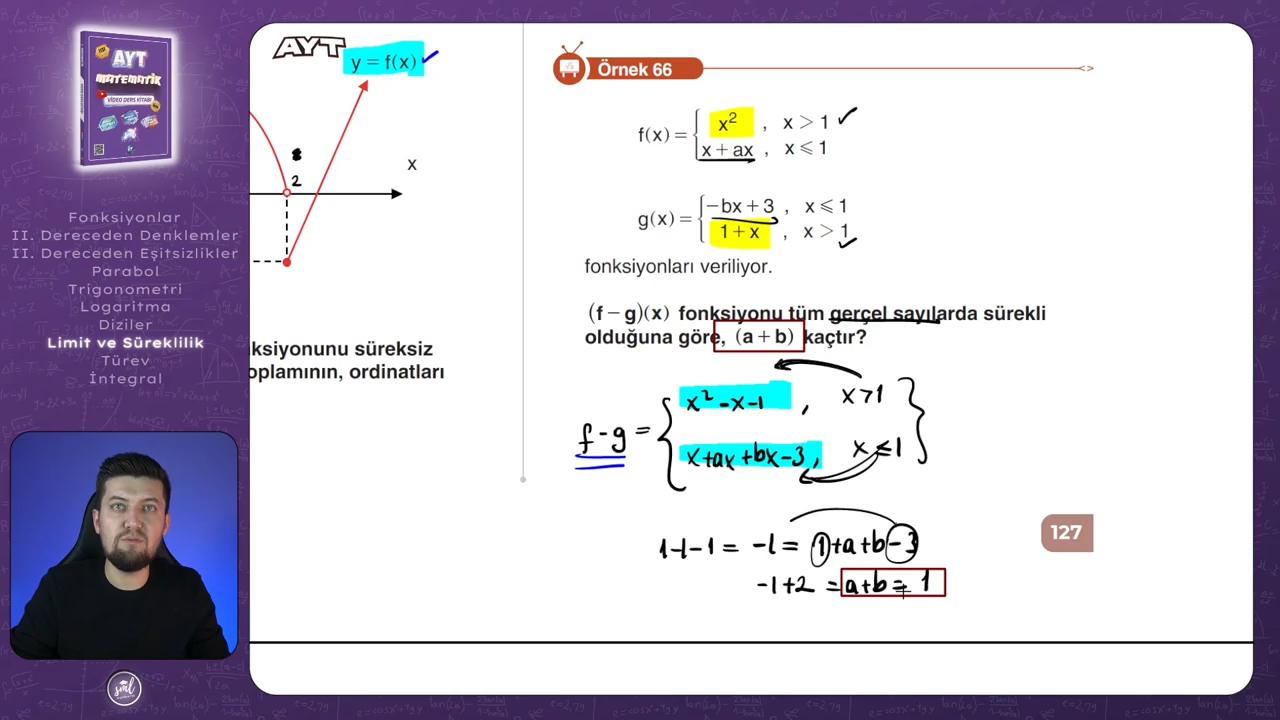 AYT
MATEMATİK
VİDEO DERS KİTABI
Fonksiyonlar
II. Dereceden Denklemler
II. Dereceden Eşitsizlikler
Parabol
Trigonometri
Logaritma
Diziler
Limit ve Süreklilik
Türev
İntegral
sml
AYT
y = f(x)
x
2
ksiyonunu süreksiz
oplamının, ordinatları
Örnek 66
f(x) = { x² , x > 1
x + ax , x ⩽ 1
g(x) = { −bx + 3 , x ⩽ 1
1 + x , x > 1
fonksiyonları veriliyor.
(f − g)(x) fonksiyonu tüm gerçel sayılarda sürekli
olduğuna göre, (a + b) kaçtır?
f-g = { x²-x-1 , x>1
x+ax+bx-3, x≤1 }
1-1-1 = -1 = 1+a+b-3
-1+2 = a+b = 1
127